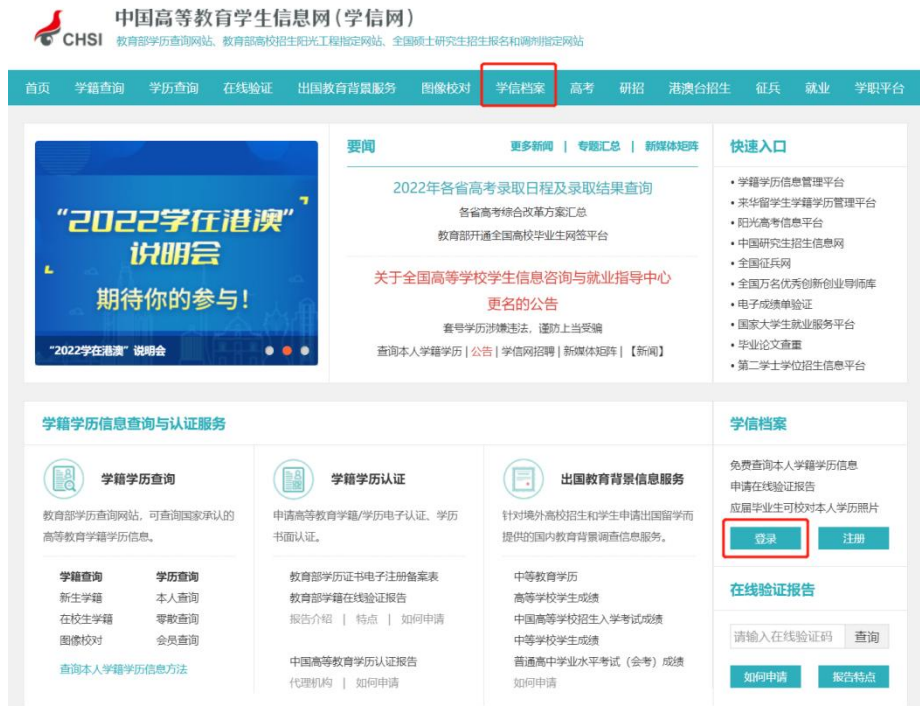 中国高等教育学生信息网(学信网)
CHSI 教育部学历查询网站、教育部高校招生阳光工程指定网站、全国硕士研究生招生报名和调剂指定网站
首页 学籍查询 学历查询 在线验证 出国教育背景服务 图像校对 学信档案 高考 研招 港澳台招生 征兵 就业 学职平台
“2022学在港澳”
说明会
期待你的参与!
“2022学在港澳”说明会
要闻 更多新闻 | 专题汇总 | 新媒体矩阵
2022年各省高考录取日程及录取结果查询
各省高考综合改革方案汇总
教育部开通全国高校毕业生网签平台
关于全国高等学校学生信息咨询与就业指导中心
更名的公告
套号学历涉嫌违法,谨防上当受骗
查询本人学籍学历 | 公告 | 学信网招聘 | 新媒体矩阵 | 【新闻】
快速入口
• 学籍学历信息管理平台
• 来华留学生学籍学历管理平台
• 阳光高考信息平台
• 中国研究生招生信息网
• 全国征兵网
• 全国万名优秀创新创业导师库
• 电子成绩单验证
• 国家大学生就业服务平台
• 毕业论文查重
• 第二学士学位招生信息平台
学籍学历信息查询与认证服务
学籍学历查询
教育部学历查询网站,可查询国家承认的
高等教育学籍学历信息。
学籍查询 学历查询
新生学籍 本人查询
在校生学籍 零散查询
图像校对 会员查询
查询本人学籍学历信息方法
学籍学历认证
申请高等教育学籍/学历电子认证、学历
书面认证。
教育部学历证书电子注册备案表
教育部学籍在线验证报告
报告介绍 | 特点 | 如何申请
中国高等教育学历认证报告
代理机构 | 如何申请
出国教育背景信息服务
针对境外高校招生和学生申请出国留学而
提供的国内教育背景调查信息服务。
中等教育学历
高等学校学生成绩
中国高等学校招生入学考试成绩
中等学校学生成绩
普通高中学业水平考试(会考)成绩
如何申请
学信档案
免费查询本人学籍学历信息
申请在线验证报告
应届毕业生可校对本人学历照片
登录 注册
在线验证报告
请输入在线验证码 查询
如何申请 报告特点